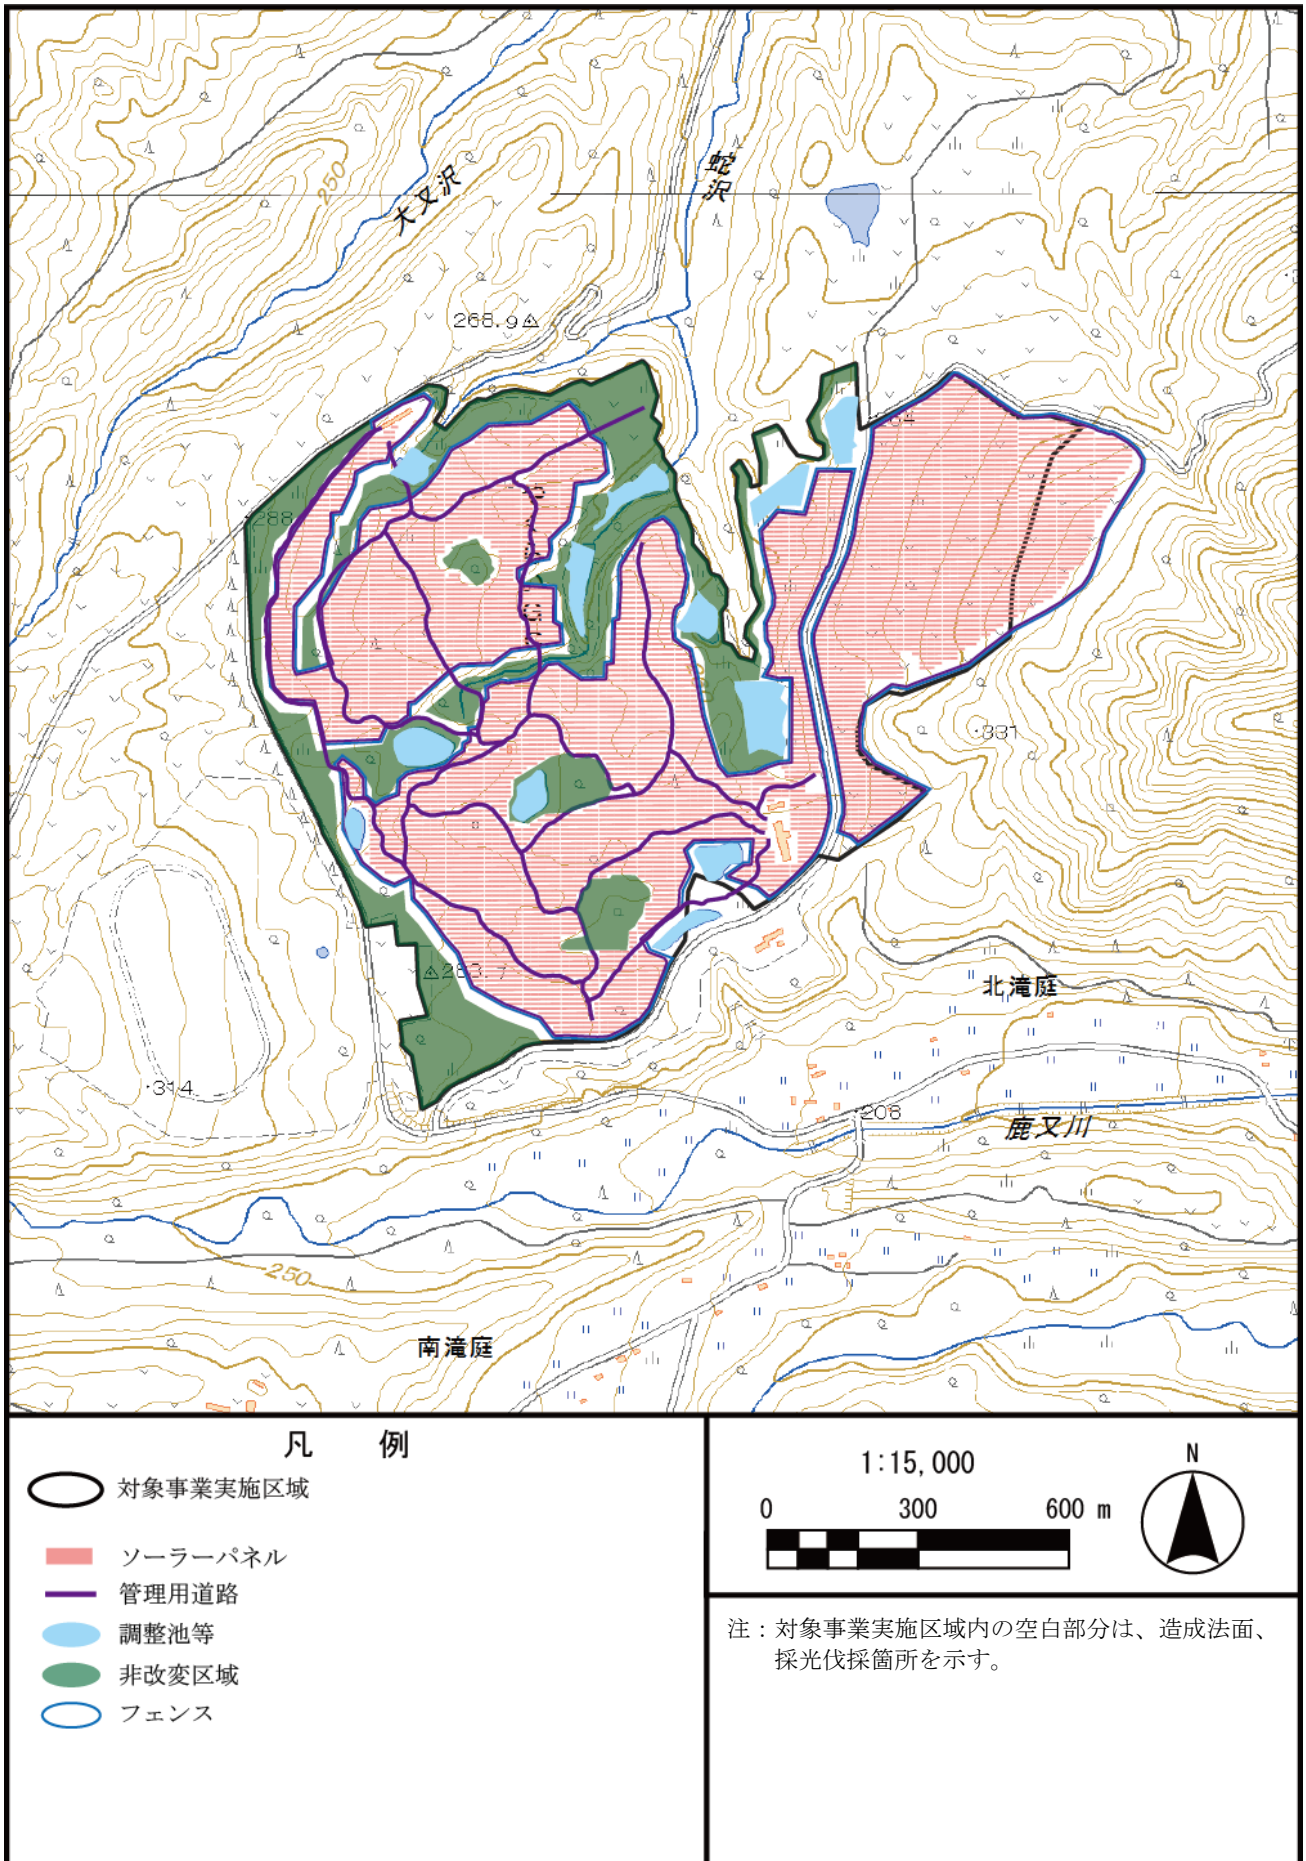 250
大又沢
蛇沢
268.9
288
331
263.7
314
北滝庭
208
鹿又川
250
南滝庭
凡 例
対象事業実施区域
ソーラーパネル
管理用道路
調整池等
非改変区域
フェンス
1:15,000
0 300 600 m
N
注：対象事業実施区域内の空白部分は、造成法面、
採光伐採箇所を示す。